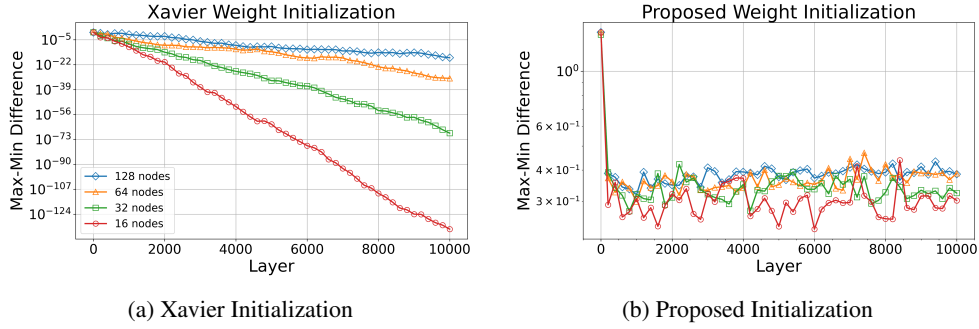 Xavier Weight Initialization
Max-Min Difference
10⁻⁵
10⁻²²
10⁻³⁹
10⁻⁵⁶
10⁻⁷³
10⁻⁹⁰
10⁻¹⁰⁷
10⁻¹²⁴
128 nodes
64 nodes
32 nodes
16 nodes
0 2000 4000 6000 8000 10000
Layer
(a) Xavier Initialization
Proposed Weight Initialization
Max-Min Difference
10⁰
6 × 10⁻¹
4 × 10⁻¹
3 × 10⁻¹
0 2000 4000 6000 8000 10000
Layer
(b) Proposed Initialization